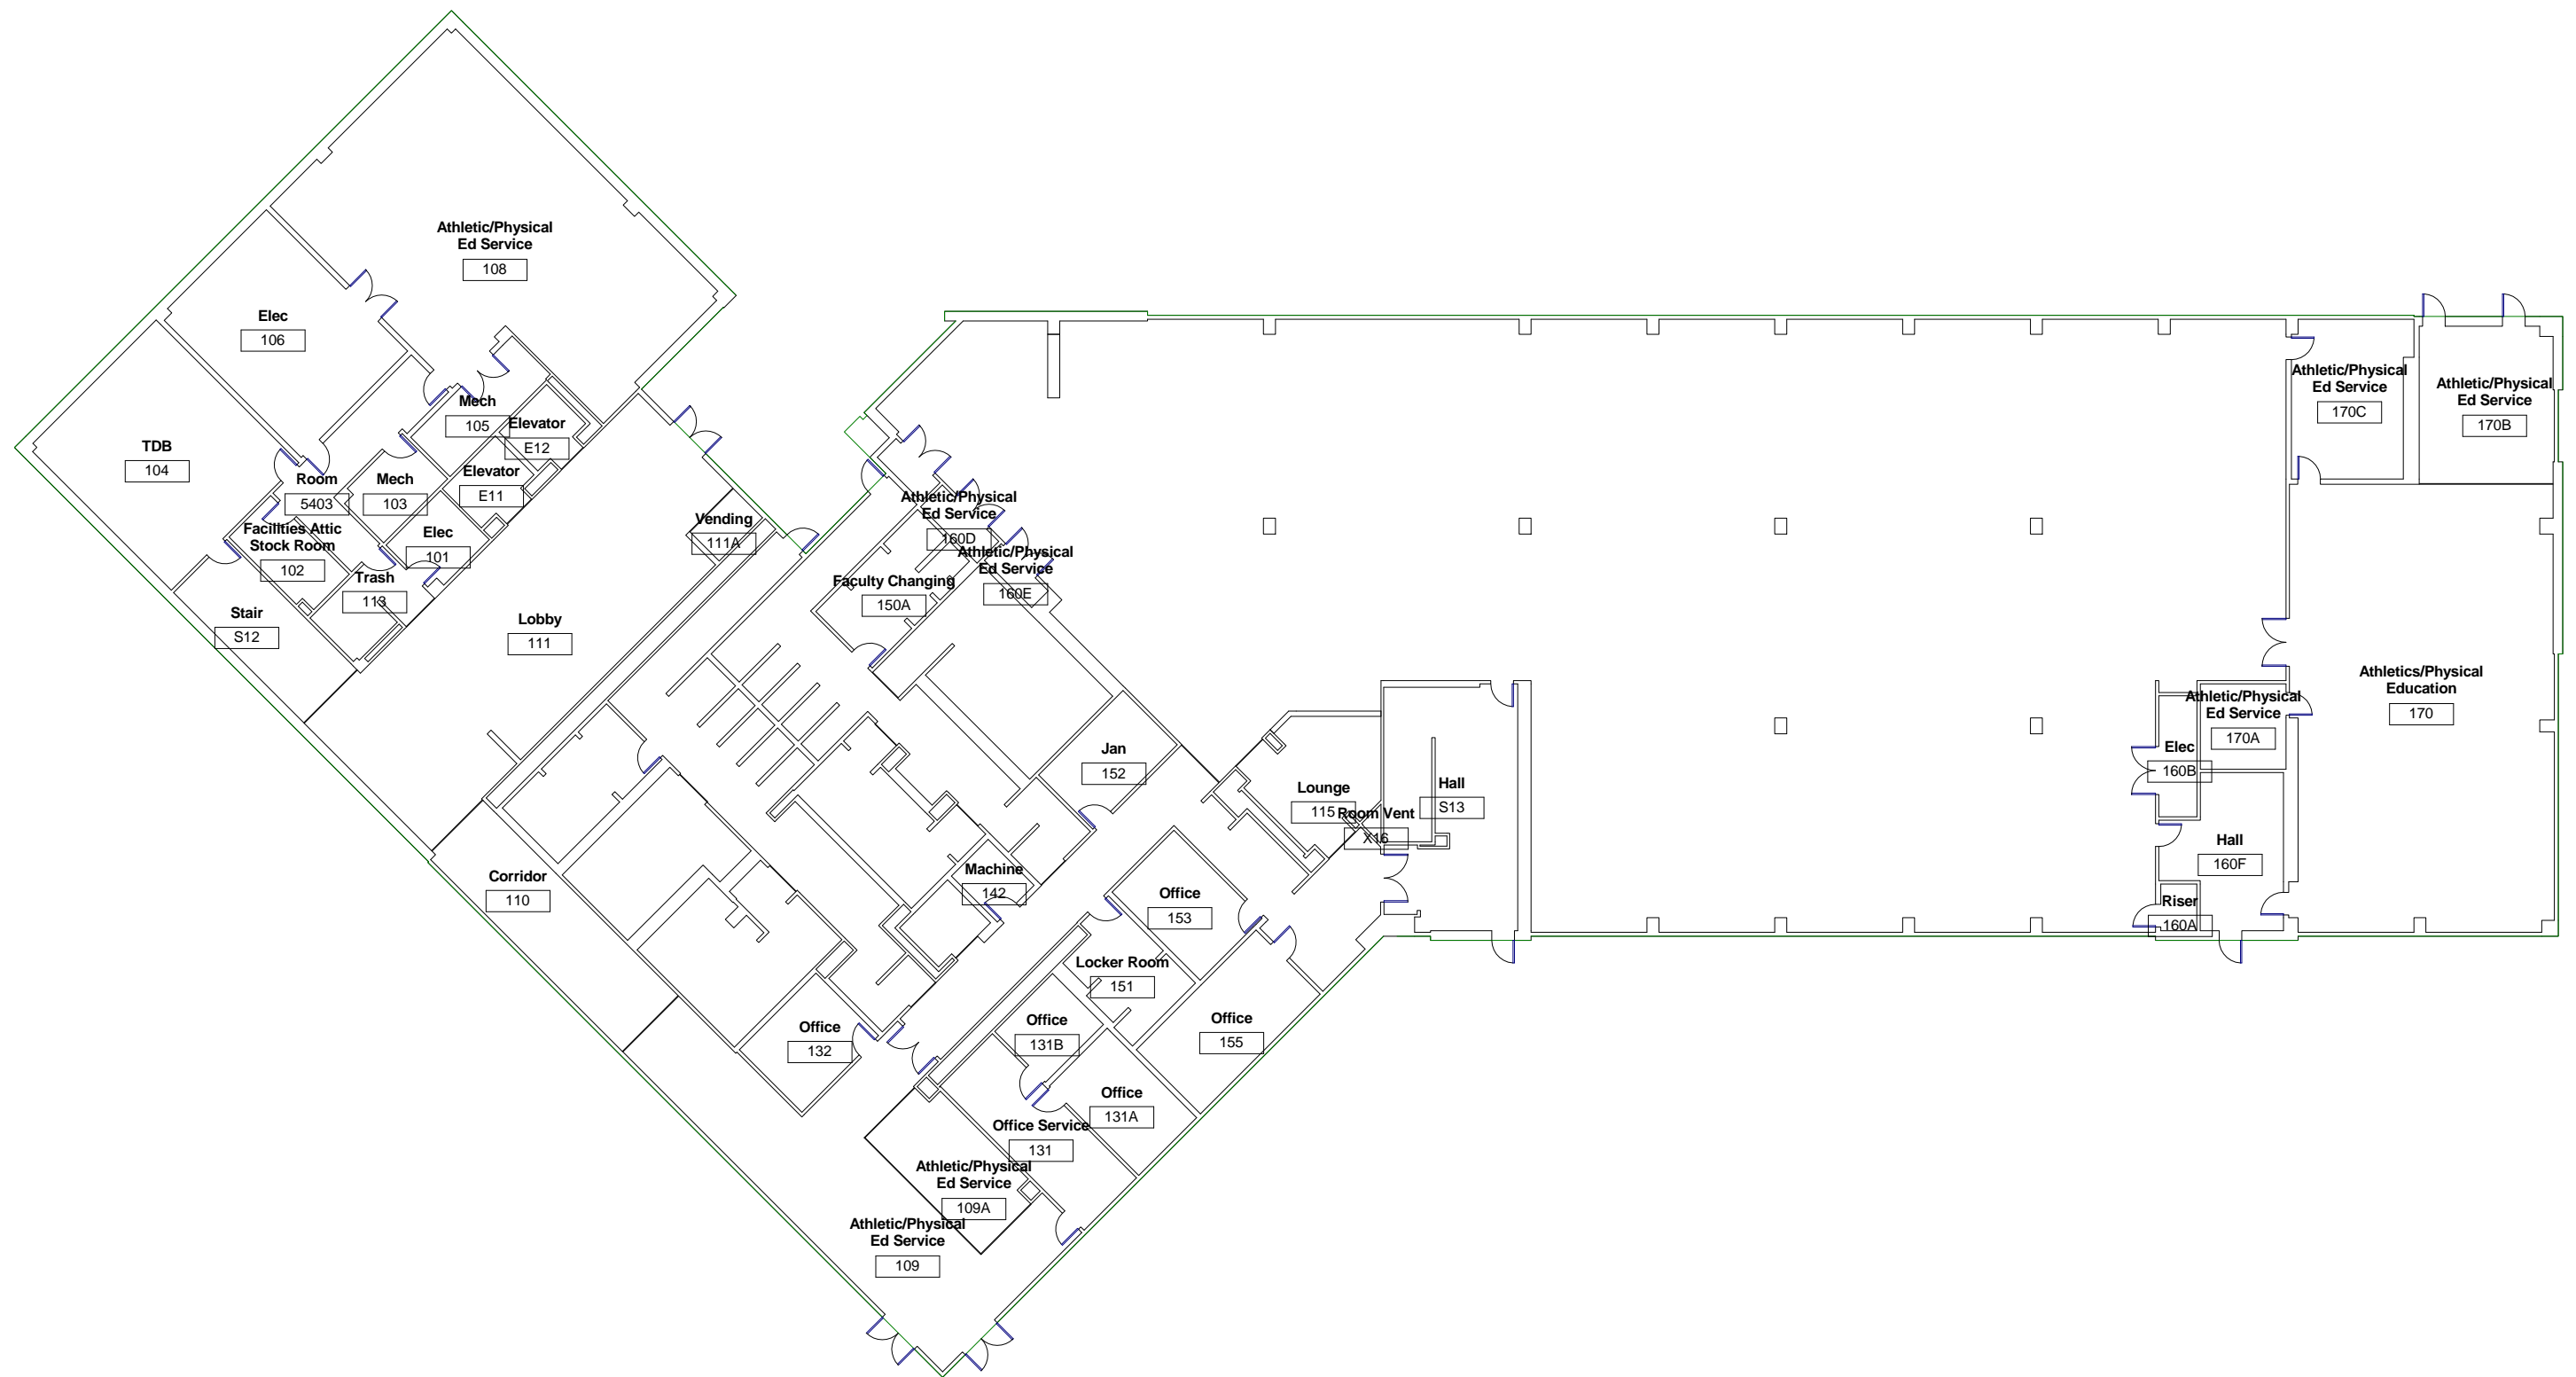 Athletic/Physical
Ed Service
108
Elec
106
TDB
104
Mech
105
Elevator
E12
Elevator
E11
Room
5403
Mech
103
Facilities Attic
Stock Room
102
Elec
101
Trash
113
Stair
S12
Lobby
111
Vending
111A
Athletic/Physical
Ed Service
160D
Athletic/Physical
Ed Service
160E
Faculty Changing
150A
Jan
152
Lounge
115
Room Vent
X16
Hall
S13
Machine
142
Corridor
110
Office
153
Locker Room
151
Office
155
Office
132
Office
131B
Office
131A
Office Service
131
Athletic/Physical
Ed Service
109A
Athletic/Physical
Ed Service
109
Athletic/Physical
Ed Service
170C
Athletic/Physical
Ed Service
170B
Athletics/Physical
Education
170
Athletic/Physical
Ed Service
170A
Elec
160B
Hall
160F
Riser
160A